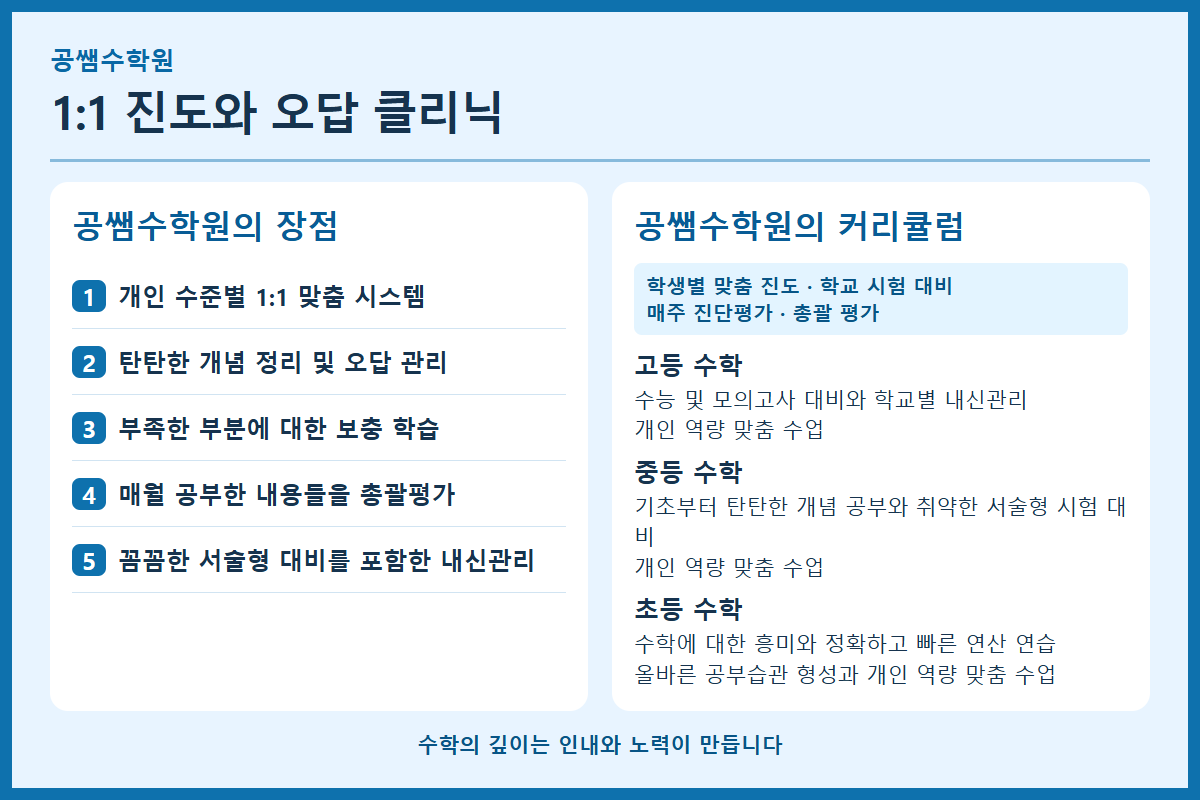 공쌤수학원
1:1 진도와 오답 클리닉
공쌤수학원의 장점
1 개인 수준별 1:1 맞춤 시스템
2 탄탄한 개념 정리 및 오답 관리
3 부족한 부분에 대한 보충 학습
4 매월 공부한 내용들을 총괄평가
5 꼼꼼한 서술형 대비를 포함한 내신관리
공쌤수학원의 커리큘럼
학생별 맞춤 진도 · 학교 시험 대비
매주 진단평가 · 총괄 평가
고등 수학
수능 및 모의고사 대비와 학교별 내신관리
개인 역량 맞춤 수업
중등 수학
기초부터 탄탄한 개념 공부와 취약한 서술형 시험 대
비
개인 역량 맞춤 수업
초등 수학
수학에 대한 흥미와 정확하고 빠른 연산 연습
올바른 공부습관 형성과 개인 역량 맞춤 수업
수학의 깊이는 인내와 노력이 만듭니다